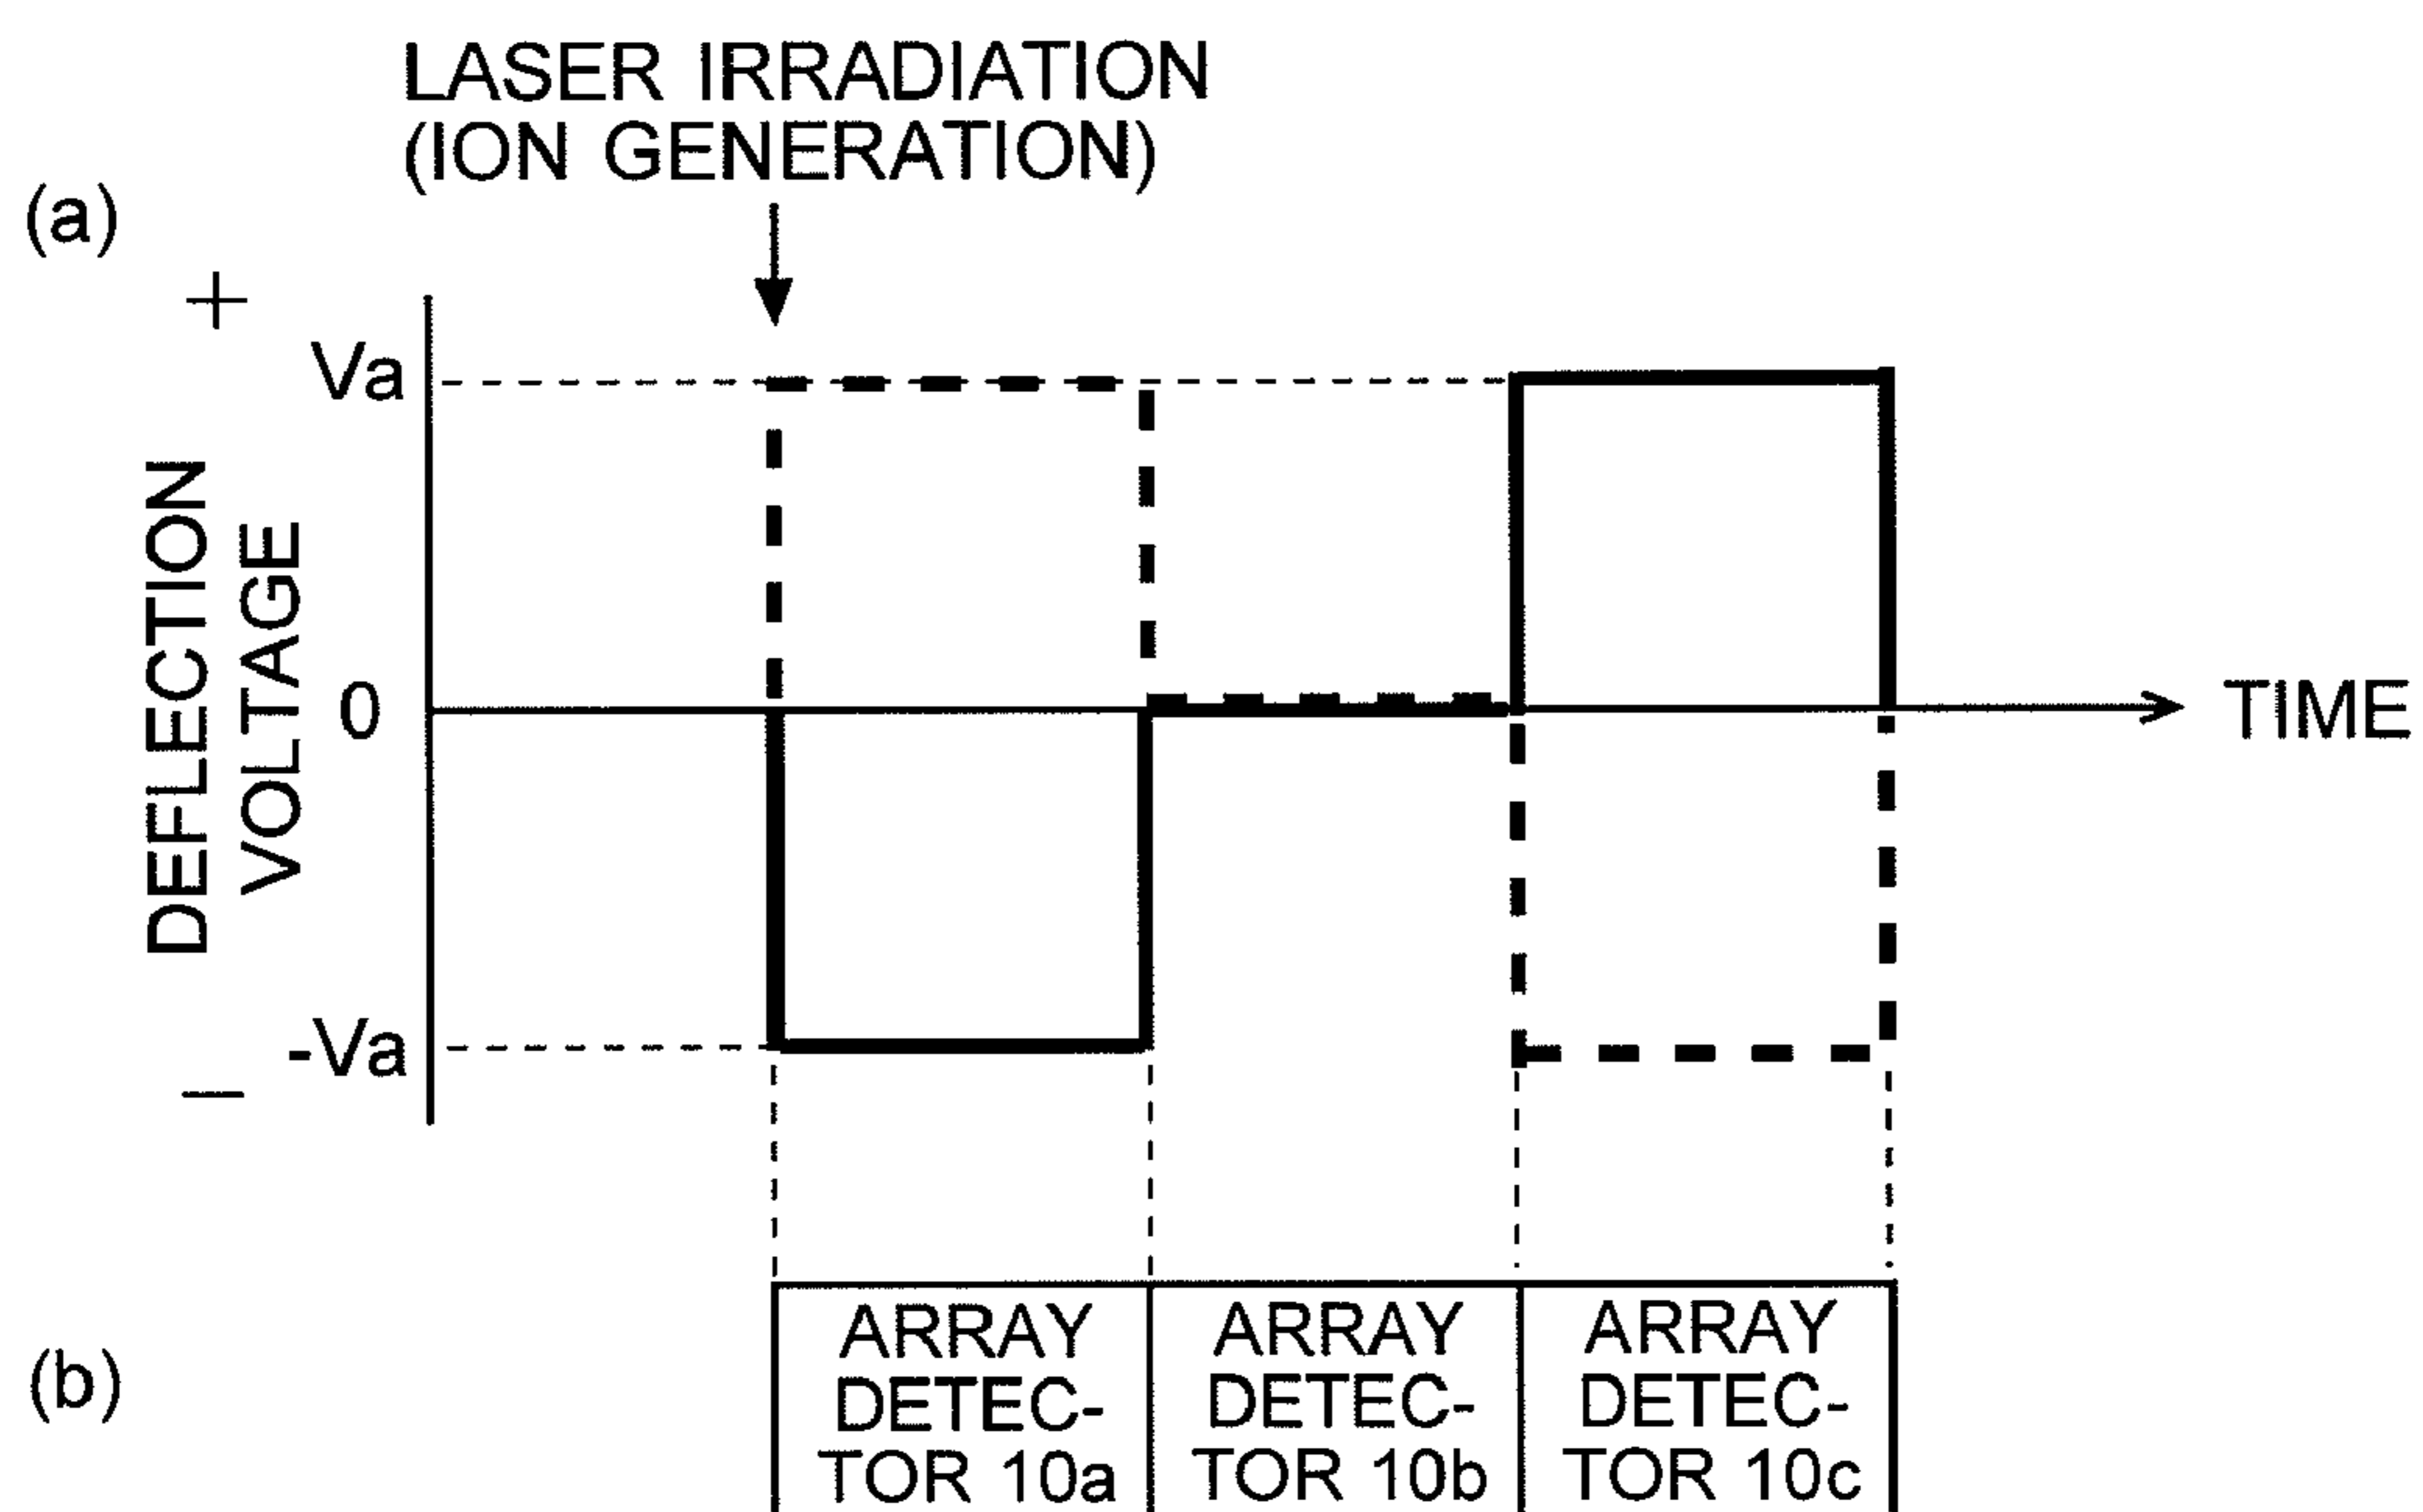 LASER IRRADIATION
(ION GENERATION)
(a)
+
Va
DEFLECTION
VOLTAGE
0
TIME
-Va
−
(b)
ARRAY
DETEC-
TOR 10a
ARRAY
DETEC-
TOR 10b
ARRAY
DETEC-
TOR 10c